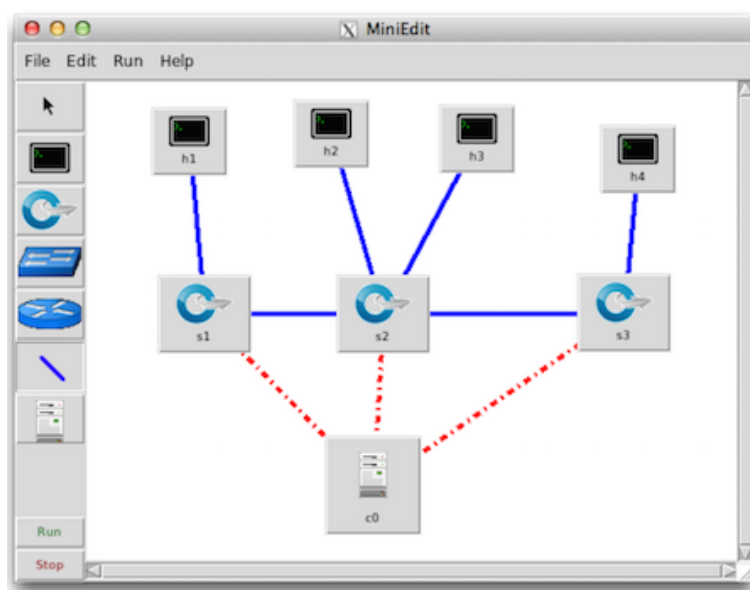 MiniEdit
File Edit Run Help
h1
h2
h3
h4
s1
s2
s3
c0
Run
Stop